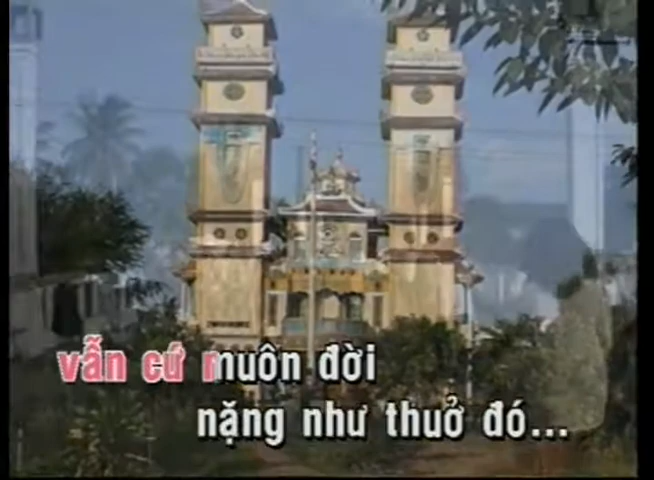 vẫn cứ muôn đời
nặng như thuở đó...